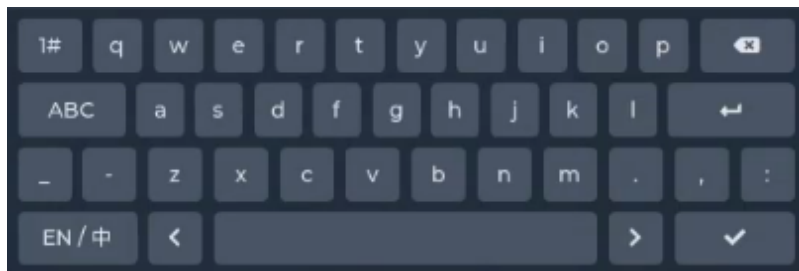 1# q w e r t y u i o p
ABC a s d f g h j k l
_ - z x c v b n m . , :
EN / 中